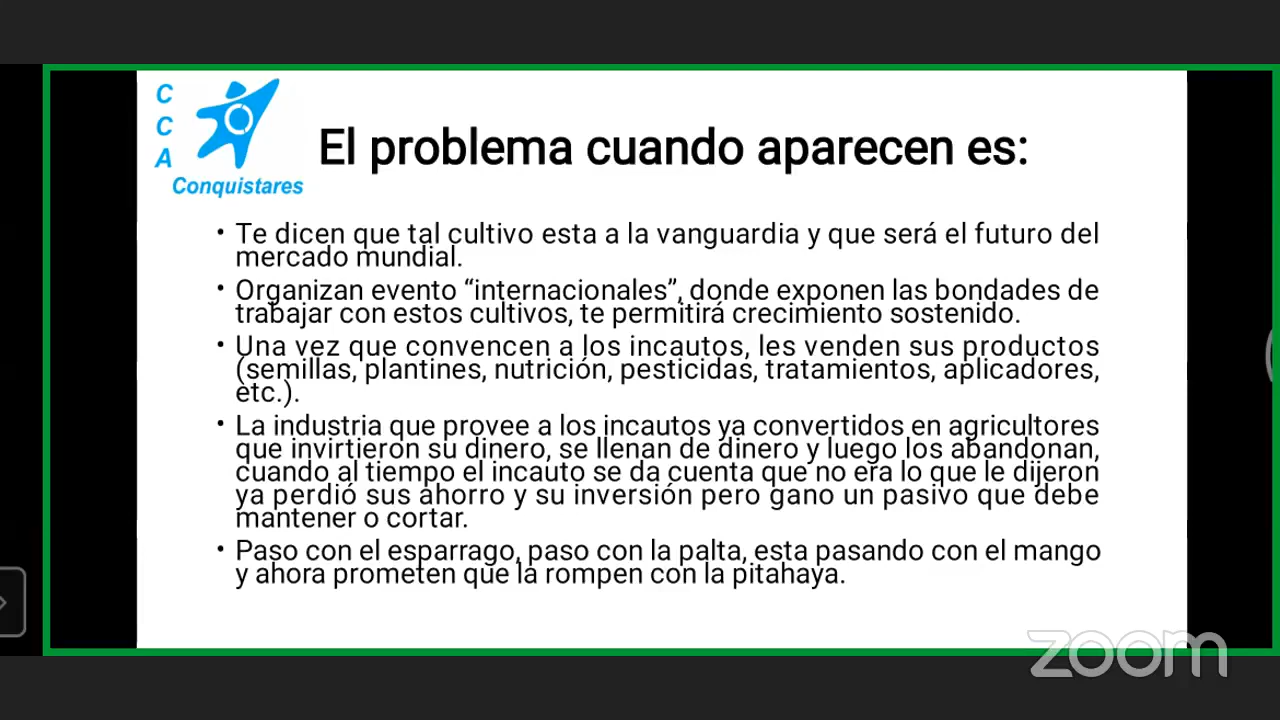 C
C
A
Conquistares
El problema cuando aparecen es:
• Te dicen que tal cultivo esta a la vanguardia y que será el futuro del
mercado mundial.
• Organizan evento “internacionales”, donde exponen las bondades de
trabajar con estos cultivos, te permitirá crecimiento sostenido.
• Una vez que convencen a los incautos, les venden sus productos
(semillas, plantines, nutrición, pesticidas, tratamientos, aplicadores,
etc.).
• La industria que provee a los incautos ya convertidos en agricultores
que invirtieron su dinero, se llenan de dinero y luego los abandonan,
cuando al tiempo el incauto se da cuenta que no era lo que le dijeron
ya perdió sus ahorro y su inversión pero gano un pasivo que debe
mantener o cortar.
• Paso con el esparrago, paso con la palta, esta pasando con el mango
y ahora prometen que la rompen con la pitahaya.
zoom